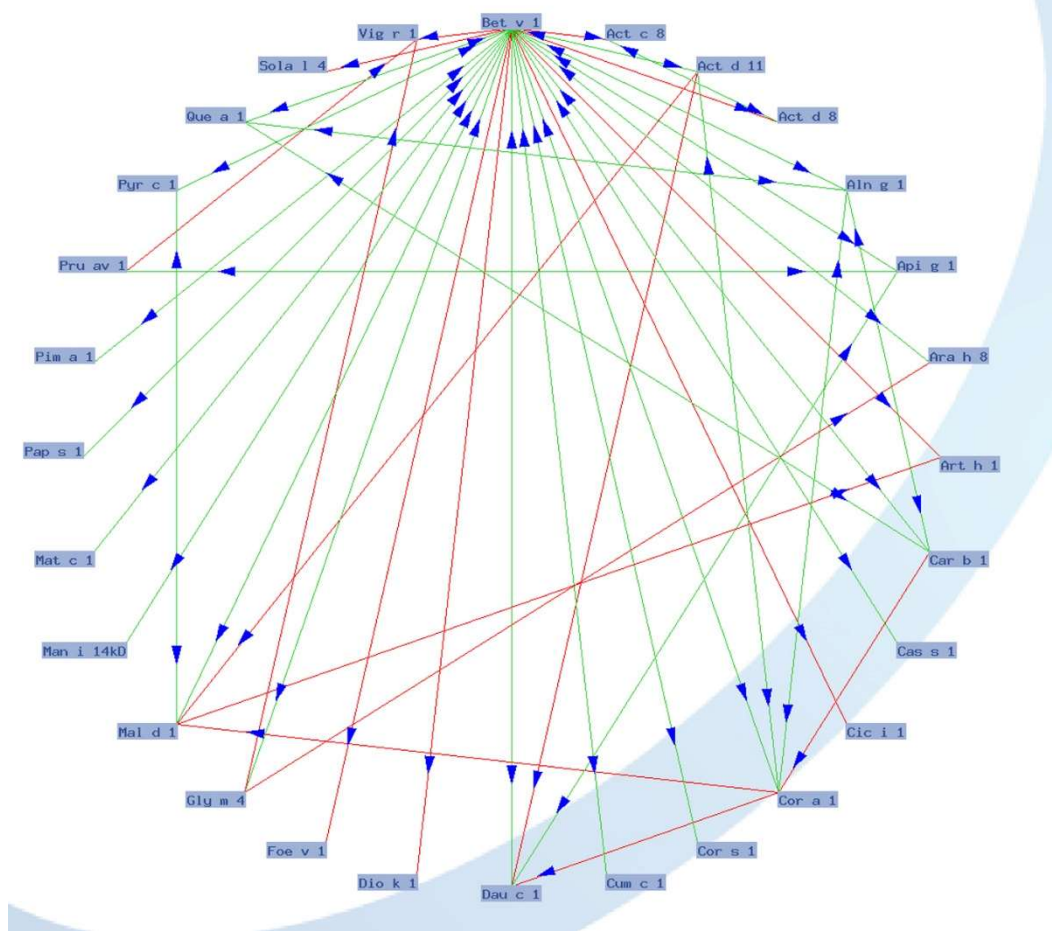 Bet v 1
Vig r 1
Act c 8
Sola l 4
Act d 11
Que a 1
Act d 8
Pyr c 1
Aln g 1
Pru av 1
Api g 1
Pim a 1
Ara h 8
Pap s 1
Art h 1
Mat c 1
Car b 1
Man i 14kD
Cas s 1
Mal d 1
Cic i 1
Gly m 4
Cor a 1
Foe v 1
Cor s 1
Dio k 1
Dau c 1
Cum c 1